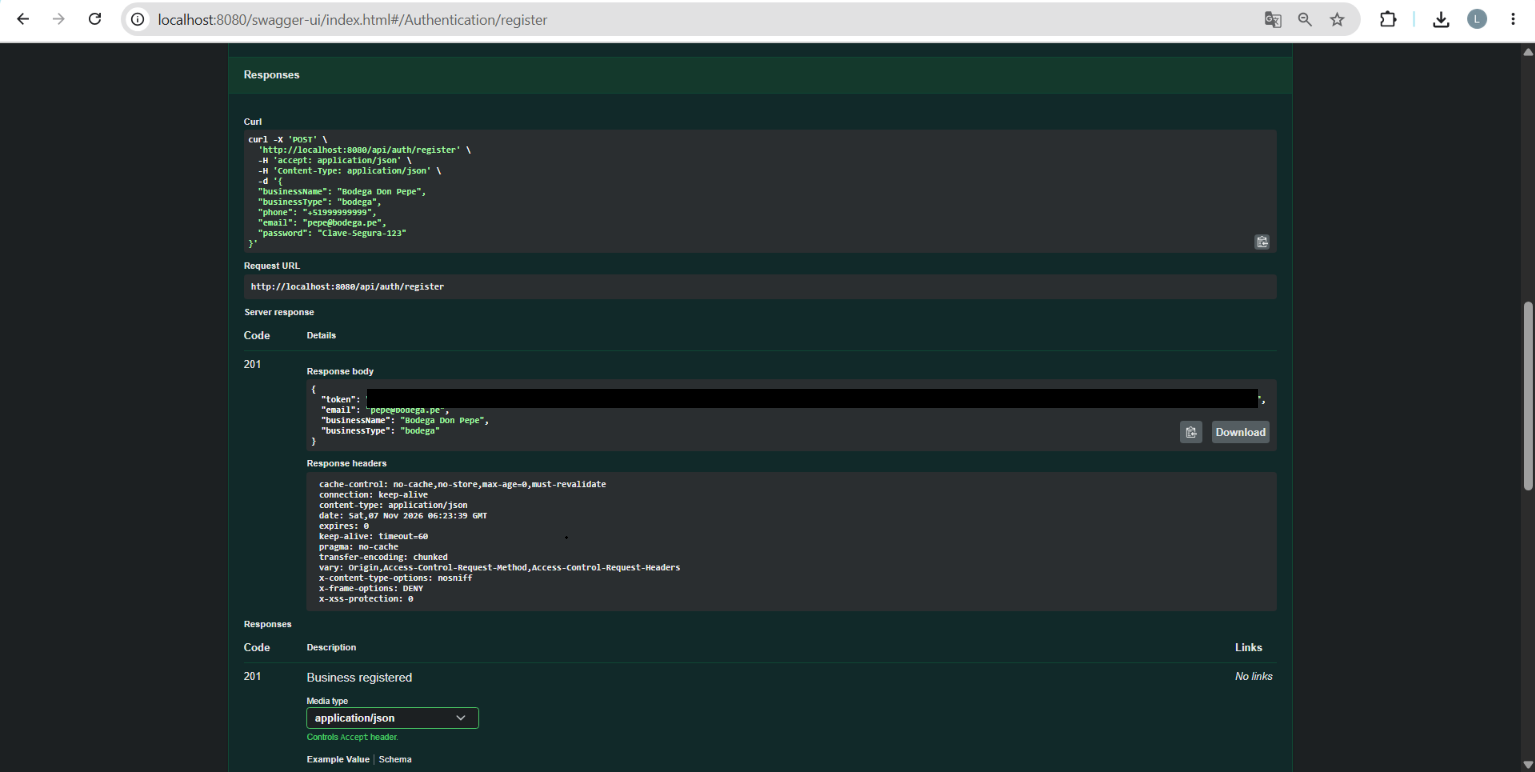 localhost:8080/swagger-ui/index.html#/Authentication/register
L
Responses
Curl
curl -X 'POST' \
  'http://localhost:8080/api/auth/register' \
  -H 'accept: application/json' \
  -H 'Content-Type: application/json' \
  -d '{
  "businessName": "Bodega Don Pepe",
  "businessType": "bodega",
  "phone": "+51999999999",
  "email": "pepe@bodega.pe",
  "password": "Clave-Segura-123"
}'
Request URL
http://localhost:8080/api/auth/register
Server response
Code Details
201
Response body
{
  "token": " ",
  "email": "pepe@bodega.pe",
  "businessName": "Bodega Don Pepe",
  "businessType": "bodega"
}
Download
Response headers
cache-control: no-cache,no-store,max-age=0,must-revalidate
connection: keep-alive
content-type: application/json
date: Sat,07 Nov 2026 06:23:39 GMT
expires: 0
keep-alive: timeout=60
pragma: no-cache
transfer-encoding: chunked
vary: Origin,Access-Control-Request-Method,Access-Control-Request-Headers
x-content-type-options: nosniff
x-frame-options: DENY
x-xss-protection: 0
Responses
Code Description Links
201 Business registered No links
Media type
application/json
Controls Accept header.
Example Value | Schema